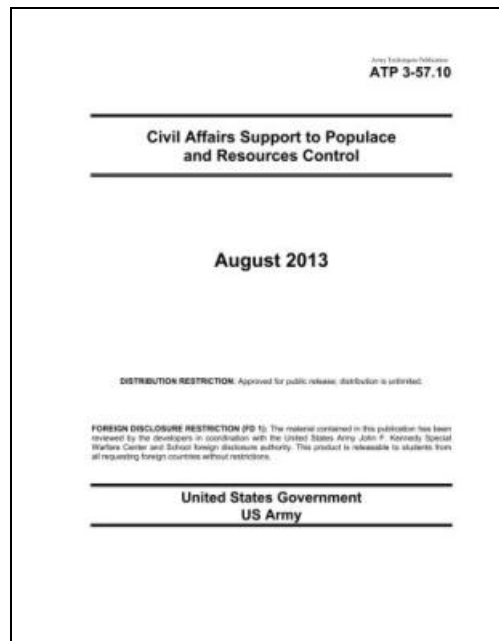 Army Techniques Publication
ATP 3-57.10
Civil Affairs Support to Populace
and Resources Control
August 2013
DISTRIBUTION RESTRICTION: Approved for public release; distribution is unlimited.
FOREIGN DISCLOSURE RESTRICTION (FD 1): The material contained in this publication has been
reviewed by the developers in coordination with the United States Army John F. Kennedy Special
Warfare Center and School foreign disclosure authority. This product is releasable to students from
all requesting foreign countries without restrictions.
United States Government
US Army